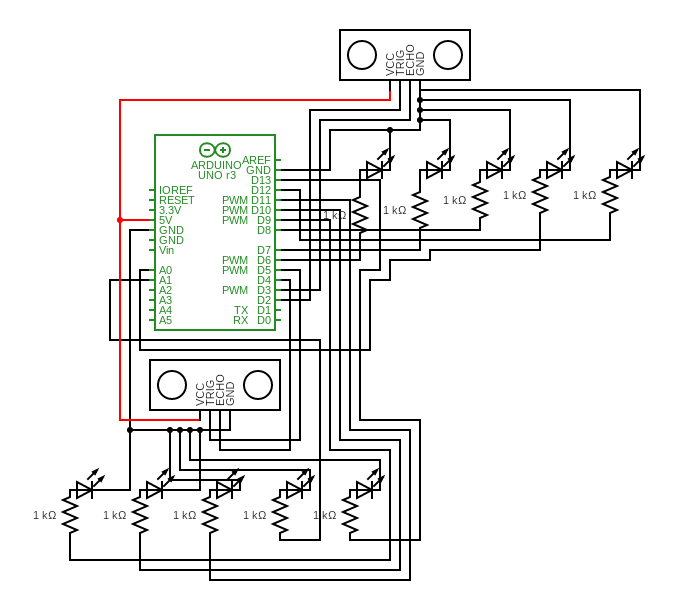 VCC
TRIG
ECHO
GND
ARDUINO
UNO r3
AREF
GND
D13
IOREF
D12
RESET
PWM D11
3.3V
PWM D10
5V
PWM D9
GND
D8
GND
Vin
D7
PWM D6
A0
PWM D5
A1
D4
A2
PWM D3
A3
D2
A4
TX D1
A5
RX D0
1 kΩ
1 kΩ
1 kΩ
1 kΩ
1 kΩ
VCC
TRIG
ECHO
GND
1 kΩ
1 kΩ
1 kΩ
1 kΩ
1 kΩ